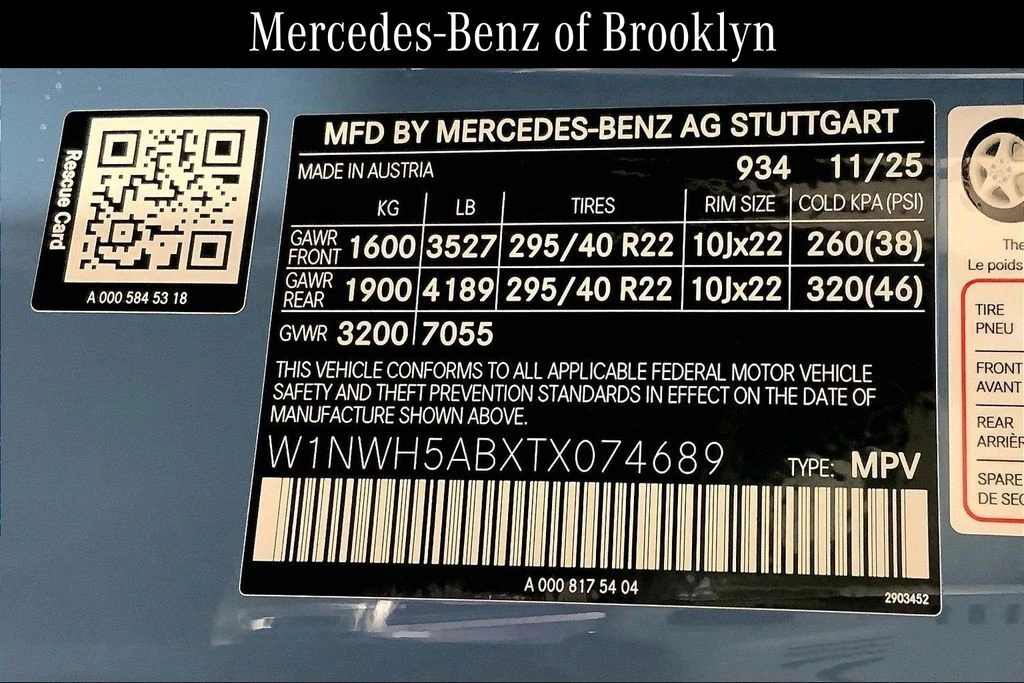 Mercedes-Benz of Brooklyn
Rescue Card
A 000 584 53 18
MFD BY MERCEDES-BENZ AG STUTTGART
MADE IN AUSTRIA 934 11/25
KG LB TIRES RIM SIZE COLD KPA (PSI)
GAWR FRONT 1600 3527 295/40 R22 10Jx22 260(38)
GAWR REAR 1900 4189 295/40 R22 10Jx22 320(46)
GVWR 3200 7055
THIS VEHICLE CONFORMS TO ALL APPLICABLE FEDERAL MOTOR VEHICLE
SAFETY AND THEFT PREVENTION STANDARDS IN EFFECT ON THE DATE OF
MANUFACTURE SHOWN ABOVE.
W1NWH5ABXTX074689 TYPE: MPV
A 000 817 54 04
2903452
The
Le poids
TIRE
PNEU
FRONT
AVANT
REAR
ARRIÈR
SPARE
DE SEC